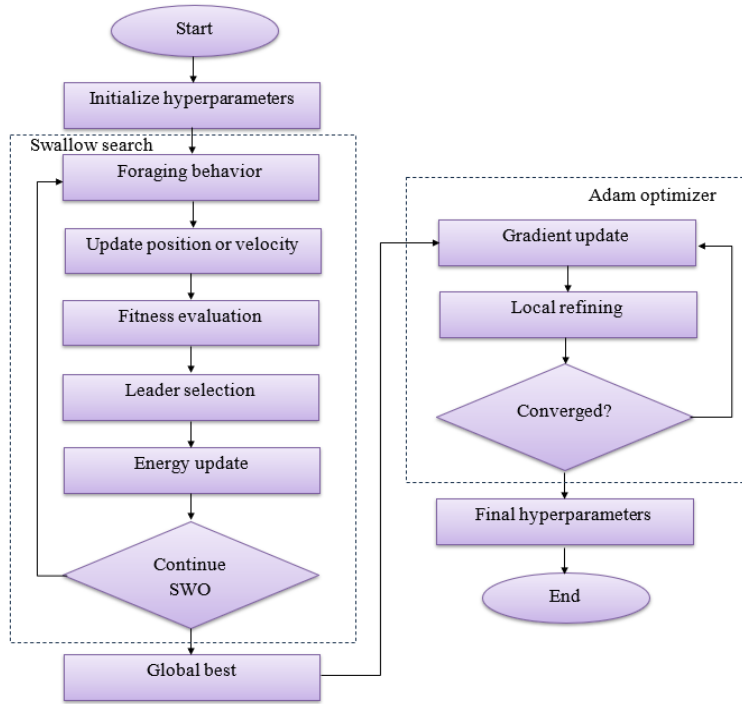 Start
Initialize hyperparameters
Swallow search
Foraging behavior
Update position or velocity
Fitness evaluation
Leader selection
Energy update
Continue
SWO
Global best
Adam optimizer
Gradient update
Local refining
Converged?
Final hyperparameters
End